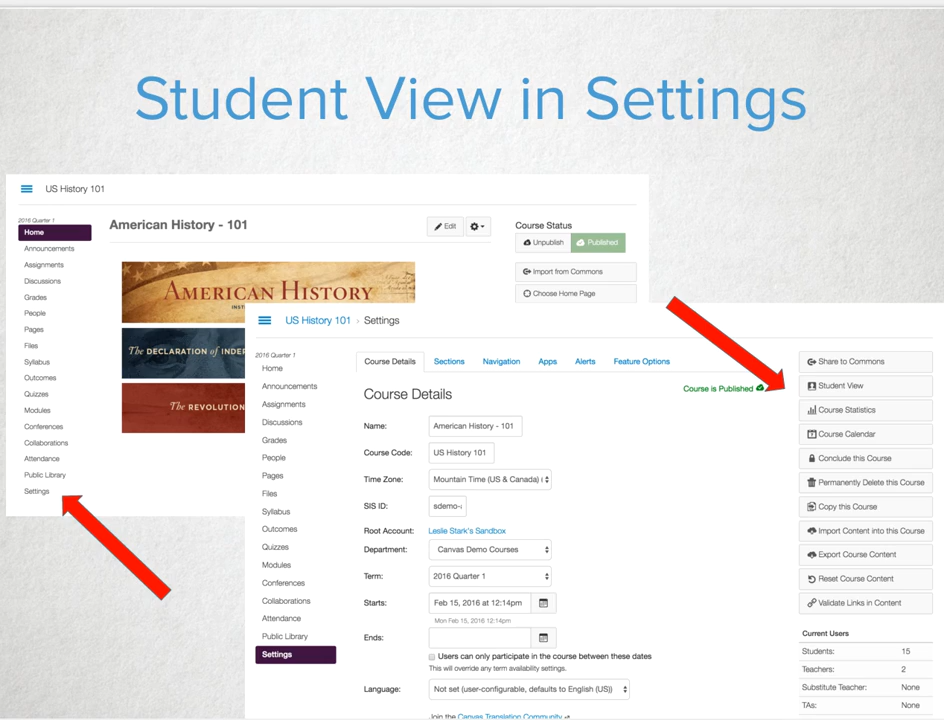 Student View in Settings
US History 101
2016 Quarter 1
Home
Announcements
Assignments
Discussions
Grades
People
Pages
Files
Syllabus
Outcomes
Quizzes
Modules
Conferences
Collaborations
Attendance
Public Library
Settings
American History - 101
Edit
AMERICAN HISTORY
The DECLARATION of
The REVOLUTION
Course Status
Unpublish Published
Import from Commons
Choose Home Page
US History 101 › Settings
2016 Quarter 1
Home
Announcements
Assignments
Discussions
Grades
People
Pages
Files
Syllabus
Outcomes
Quizzes
Modules
Conferences
Collaborations
Attendance
Public Library
Settings
Course Details Sections Navigation Apps Alerts Feature Options
Course Details
Course is Published
Name: American History - 101
Course Code: US History 101
Time Zone: Mountain Time (US & Canada) (
SIS ID: sdemo-
Root Account: Leslie Stark's Sandbox
Department: Canvas Demo Courses
Term: 2016 Quarter 1
Starts: Feb 15, 2016 at 12:14pm
Mon Feb 15, 2016 12:14pm
Ends:
Users can only participate in the course between these dates
This will override any term availability settings.
Language: Not set (user-configurable, defaults to English (US))
Join the Canvas Translation Community
Share to Commons
Student View
Course Statistics
Course Calendar
Conclude this Course
Permanently Delete this Course
Copy this Course
Import Content into this Course
Export Course Content
Reset Course Content
Validate Links in Content
Current Users
Students: 15
Teachers: 2
Substitute Teacher: None
TAs: None